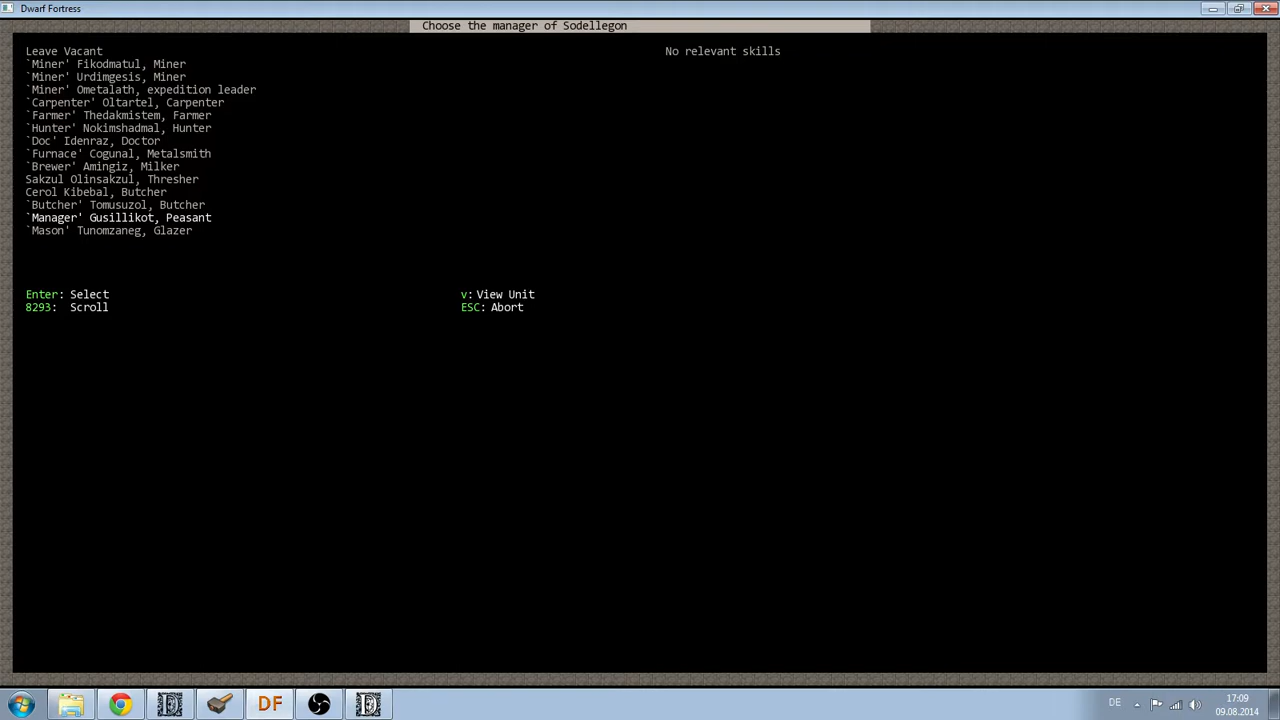 Dwarf Fortress
Choose the manager of Sodellegon
Leave Vacant
No relevant skills
`Miner' Fikodmatul, Miner
`Miner' Urdimgesis, Miner
`Miner' Ometalath, expedition leader
`Carpenter' Oltartel, Carpenter
`Farmer' Thedakmistem, Farmer
`Hunter' Nokimshadmal, Hunter
`Doc' Idenraz, Doctor
`Furnace' Cogunal, Metalsmith
`Brewer' Amingiz, Milker
Sakzul Olinsakzul, Thresher
Cerol Kibebal, Butcher
`Butcher' Tomusuzol, Butcher
`Manager' Gusillikot, Peasant
`Mason' Tunomzaneg, Glazer
Enter: Select
v: View Unit
8293: Scroll
ESC: Abort
DF
DE
17:09
09.08.2014